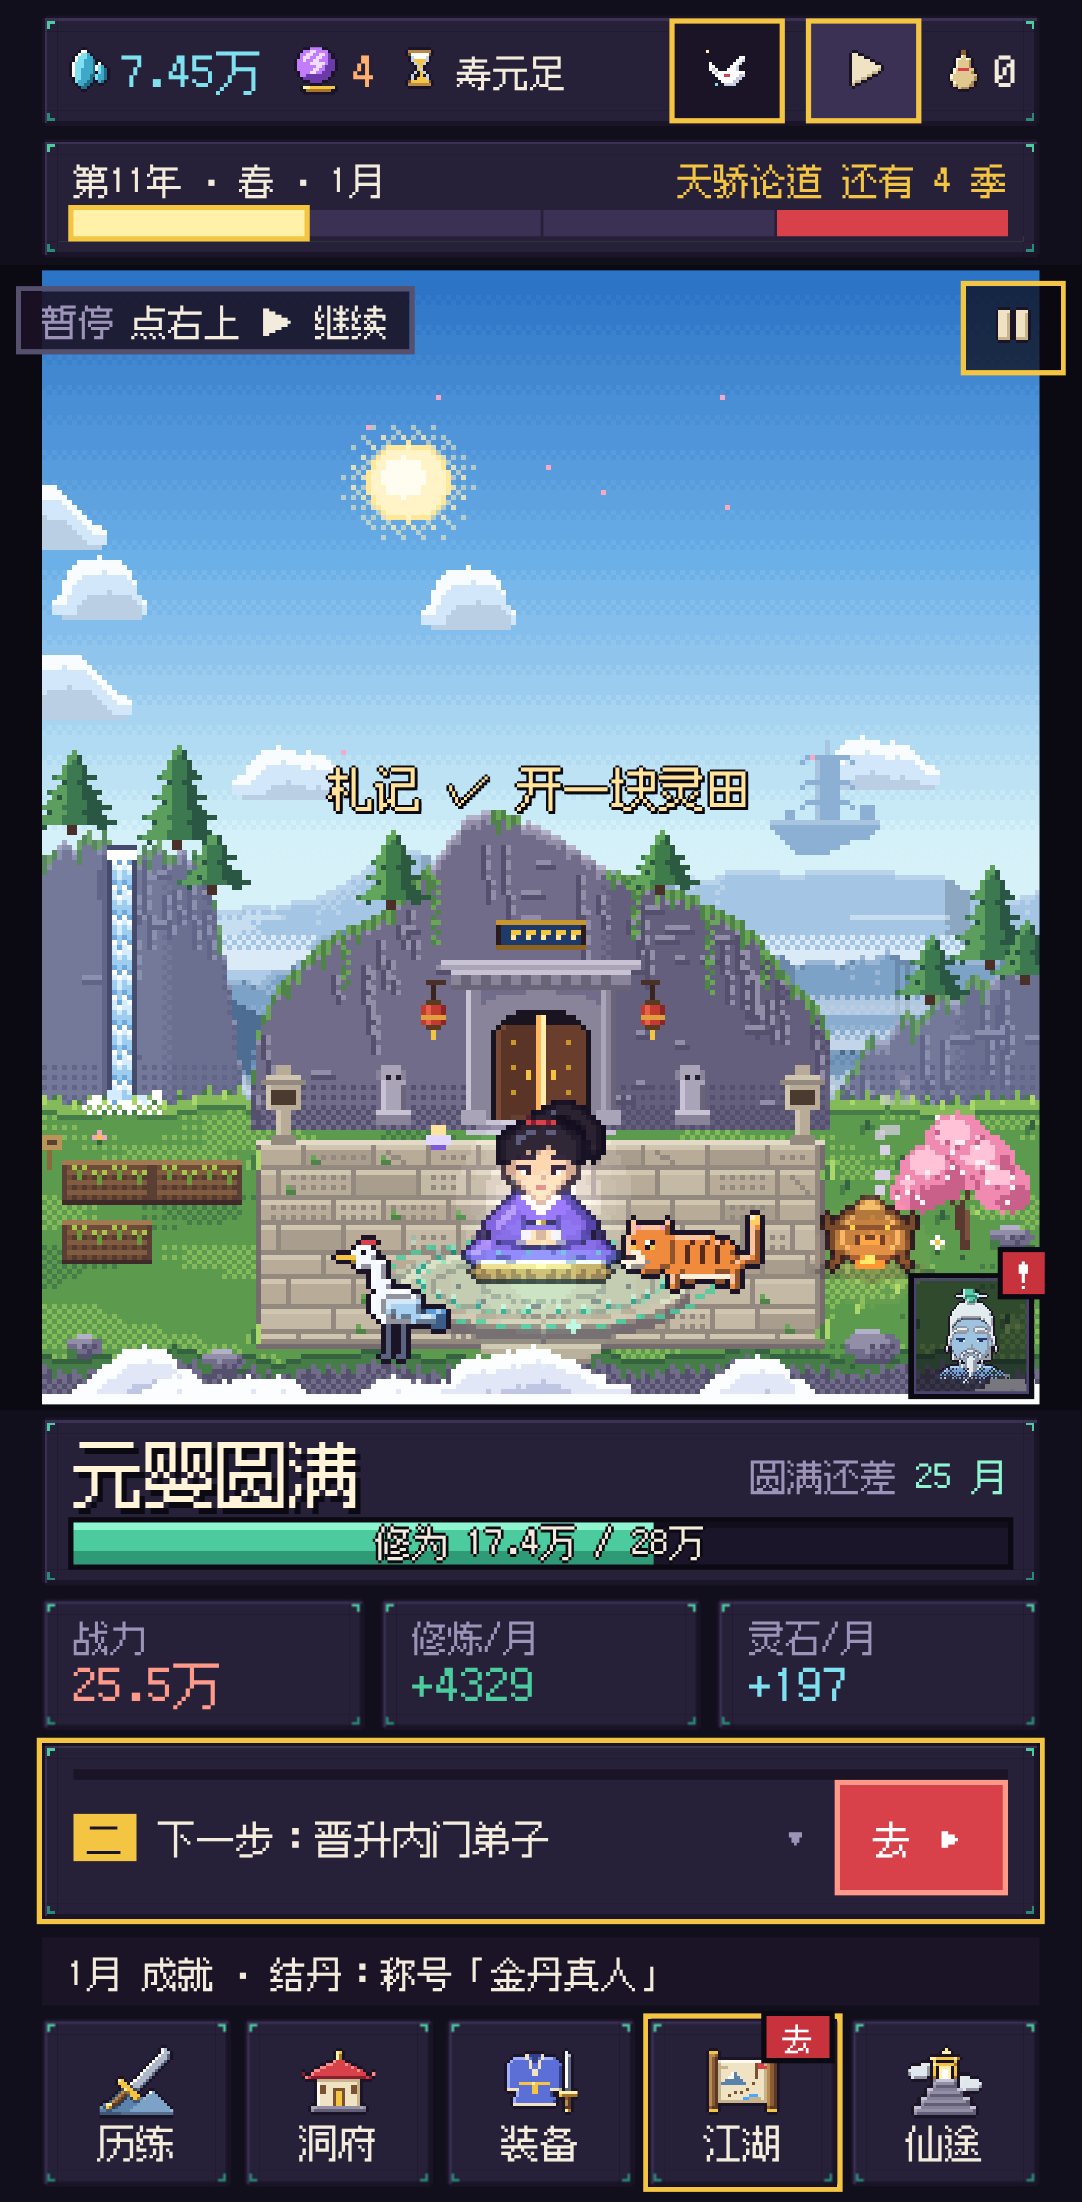 7.45万 4 寿元足 0
第11年 · 春 · 1月 天骄论道 还有 4 季
暂停 点右上 ▶ 继续
札记 ✓ 开一块灵田
元婴圆满 圆满还差 25 月
修为 17.4万 / 28万
战力 修炼/月 灵石/月
25.5万 +4329 +197
二 下一步：晋升内门弟子 ▼ 去 ▶
1月 成就 · 结丹：称号「金丹真人」
去
历练 洞府 装备 江湖 仙途